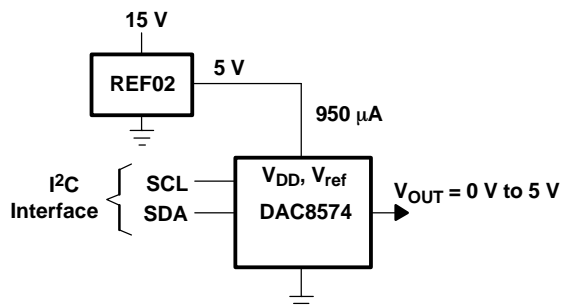 15 V
REF02
5 V
950 μA
I²C
Interface
SCL
SDA
V_DD, V_ref
DAC8574
V_OUT = 0 V to 5 V